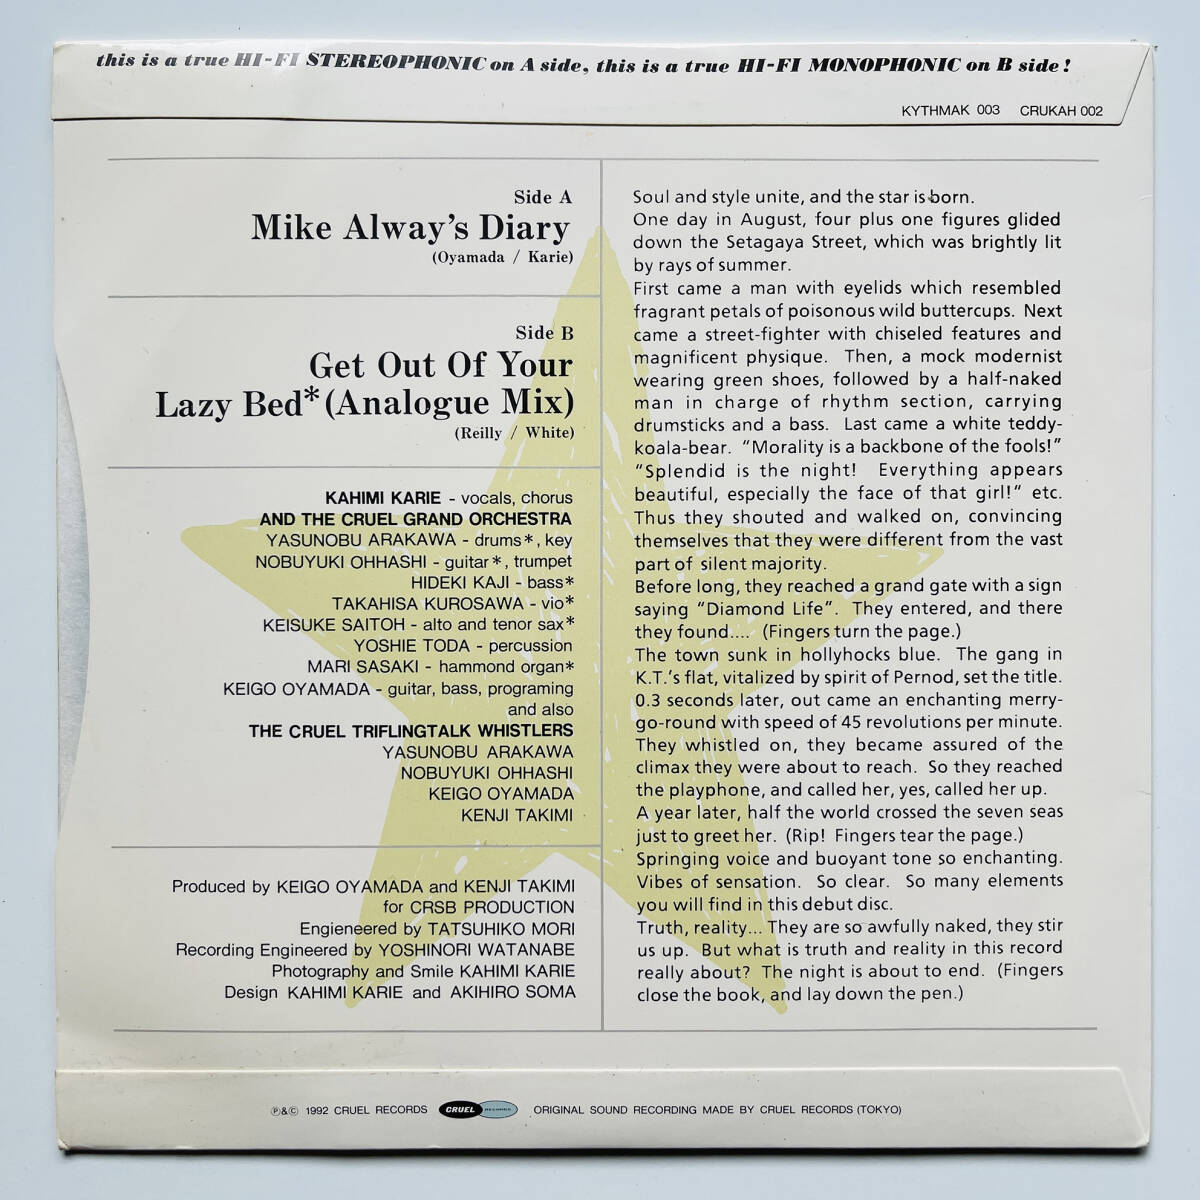 this is a true HI-FI STEREOPHONIC on A side, this is a true HI-FI MONOPHONIC on B side!
KYTHMAK 003 CRUKAH 002
Side A
Mike Alway's Diary
(Oyamada / Karie)
Side B
Get Out Of Your
Lazy Bed* (Analogue Mix)
(Reilly / White)
KAHIMI KARIE - vocals, chorus
AND THE CRUEL GRAND ORCHESTRA
YASUNOBU ARAKAWA - drums*, key
NOBUYUKI OHHASHI - guitar*, trumpet
HIDEKI KAJI - bass*
TAKAHISA KUROSAWA - vio*
KEISUKE SAITOH - alto and tenor sax*
YOSHIE TODA - percussion
MARI SASAKI - hammond organ*
KEIGO OYAMADA - guitar, bass, programing
and also
THE CRUEL TRIFLINGTALK WHISTLERS
YASUNOBU ARAKAWA
NOBUYUKI OHHASHI
KEIGO OYAMADA
KENJI TAKIMI
Produced by KEIGO OYAMADA and KENJI TAKIMI
for CRSB PRODUCTION
Engieneered by TATSUHIKO MORI
Recording Engineered by YOSHINORI WATANABE
Photography and Smile KAHIMI KARIE
Design KAHIMI KARIE and AKIHIRO SOMA
Soul and style unite, and the star is born.
One day in August, four plus one figures glided
down the Setagaya Street, which was brightly lit
by rays of summer.
First came a man with eyelids which resembled
fragrant petals of poisonous wild buttercups. Next
came a street-fighter with chiseled features and
magnificent physique. Then, a mock modernist
wearing green shoes, followed by a half-naked
man in charge of rhythm section, carrying
drumsticks and a bass. Last came a white teddy-
koala-bear. "Morality is a backbone of the fools!"
"Splendid is the night! Everything appears
beautiful, especially the face of that girl!" etc.
Thus they shouted and walked on, convincing
themselves that they were different from the vast
part of silent majority.
Before long, they reached a grand gate with a sign
saying "Diamond Life". They entered, and there
they found.... (Fingers turn the page.)
The town sunk in hollyhocks blue. The gang in
K.T.'s flat, vitalized by spirit of Pernod, set the title.
0.3 seconds later, out came an enchanting merry-
go-round with speed of 45 revolutions per minute.
They whistled on, they became assured of the
climax they were about to reach. So they reached
the playphone, and called her, yes, called her up.
A year later, half the world crossed the seven seas
just to greet her. (Rip! Fingers tear the page.)
Springing voice and buoyant tone so enchanting.
Vibes of sensation. So clear. So many elements
you will find in this debut disc.
Truth, reality... They are so awfully naked, they stir
us up. But what is truth and reality in this record
really about? The night is about to end. (Fingers
close the book, and lay down the pen.)
℗&© 1992 CRUEL RECORDS CRUEL RECORDS ORIGINAL SOUND RECORDING MADE BY CRUEL RECORDS (TOKYO)